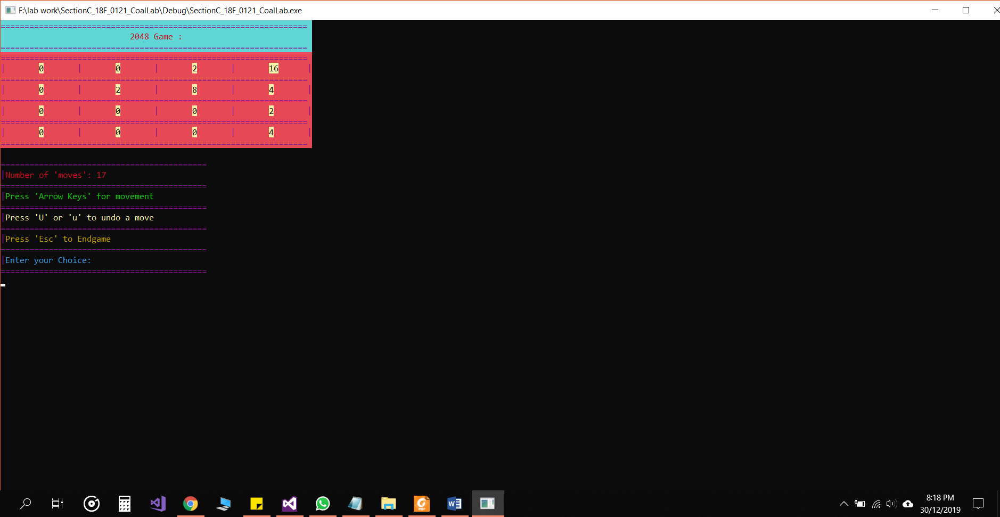 F:\lab work\SectionC_18F_0121_CoalLab\Debug\SectionC_18F_0121_CoalLab.exe
================================================================
2048 Game :
================================================================
================================================================
| 0 | 0 | 2 | 16 |
================================================================
| 0 | 2 | 8 | 4 |
================================================================
| 0 | 0 | 0 | 2 |
================================================================
| 0 | 0 | 0 | 4 |
================================================================
===========================================
|Number of 'moves': 17
===========================================
|Press 'Arrow Keys' for movement
===========================================
|Press 'U' or 'u' to undo a move
===========================================
|Press 'Esc' to Endgame
===========================================
|Enter your Choice:
===========================================
PDF
8:18 PM
30/12/2019